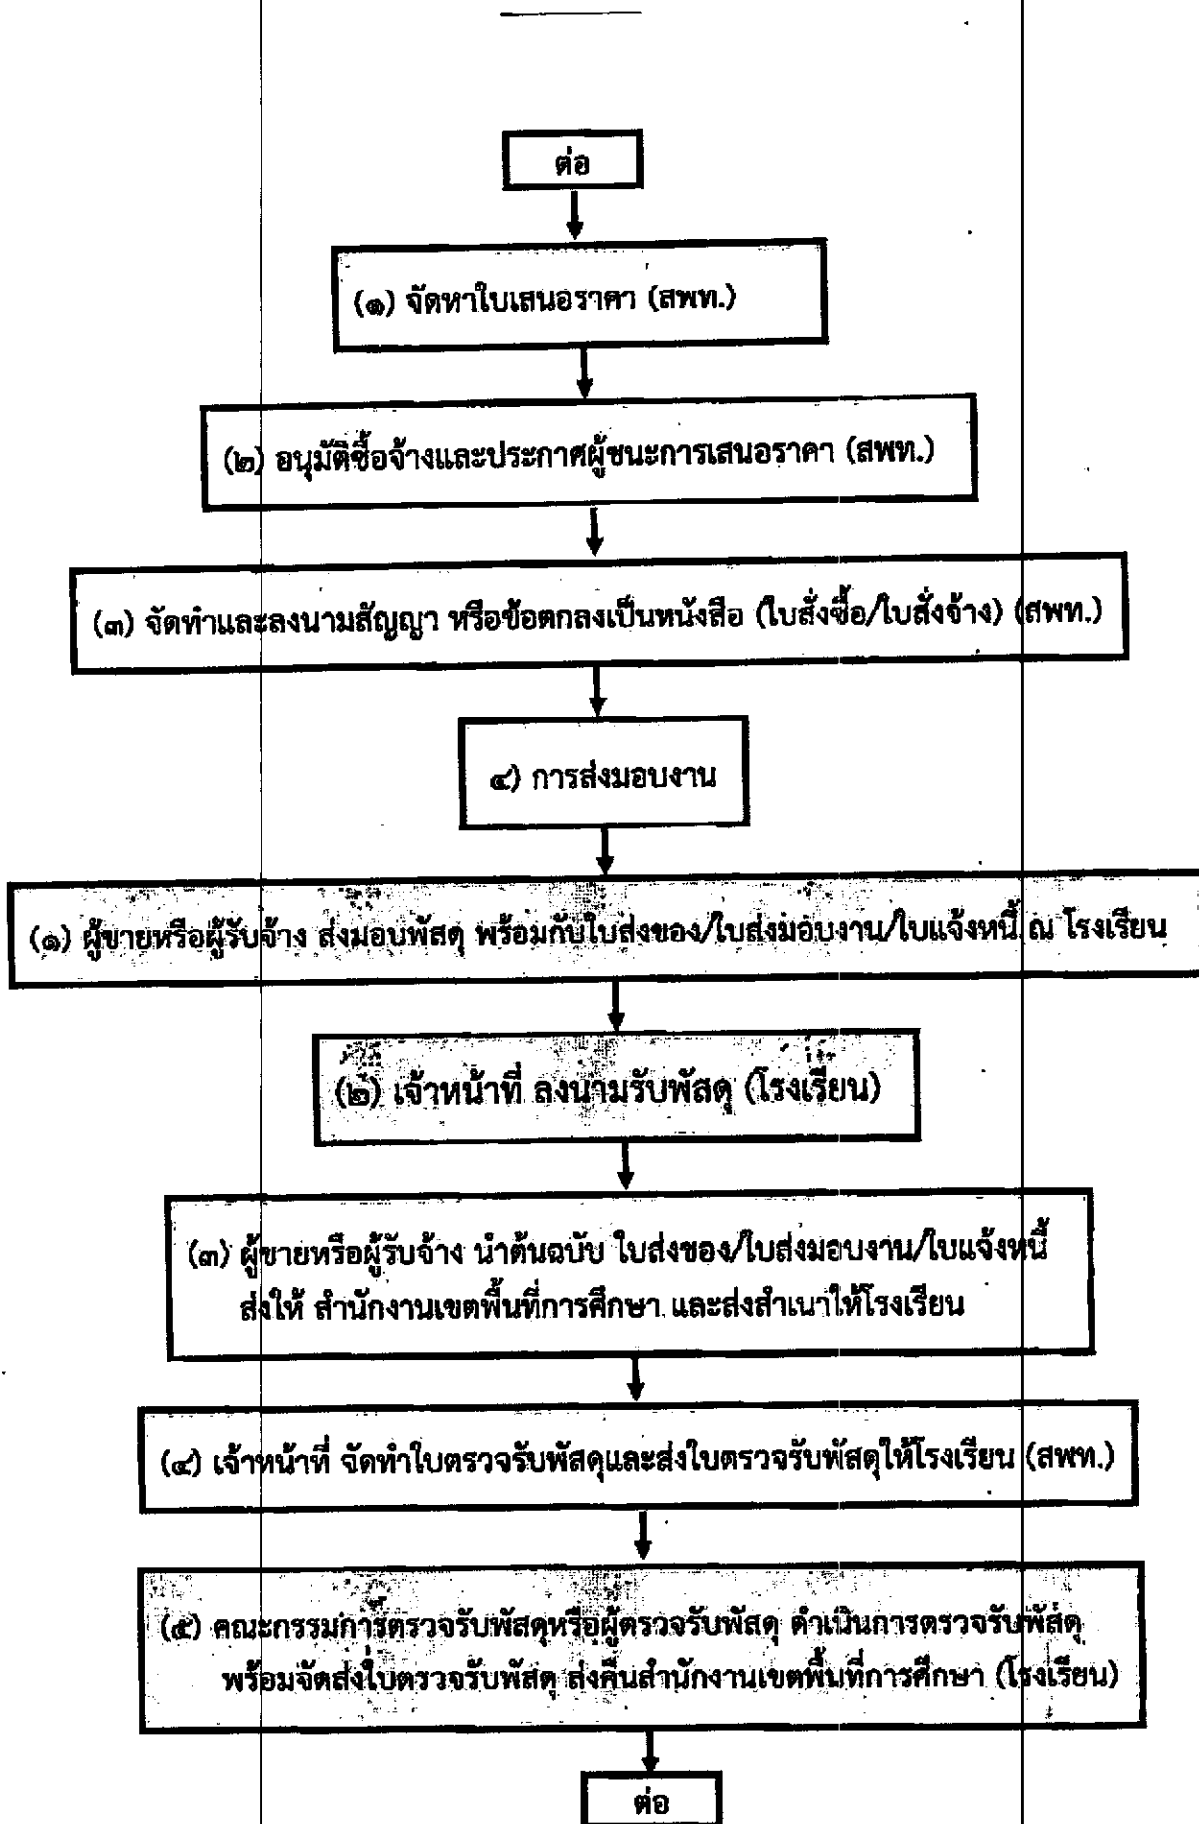 ต่อ
(๑) จัดหาใบเสนอราคา (สพท.)
(๒) อนุมัติซื้อจ้างและประกาศผู้ชนะการเสนอราคา (สพท.)
(๓) จัดทำและลงนามสัญญา หรือข้อตกลงเป็นหนังสือ (ใบสั่งซื้อ/ใบสั่งจ้าง) (สพท.)
๔) การส่งมอบงาน
(๑) ผู้ขายหรือผู้รับจ้าง ส่งมอบพัสดุ พร้อมกับใบส่งของ/ใบส่งมอบงาน/ใบแจ้งหนี้ ณ โรงเรียน
(๒) เจ้าหน้าที่ ลงนามรับพัสดุ (โรงเรียน)
(๓) ผู้ขายหรือผู้รับจ้าง นำต้นฉบับ ใบส่งของ/ใบส่งมอบงาน/ใบแจ้งหนี้
ส่งให้ สำนักงานเขตพื้นที่การศึกษา และส่งสำเนาให้โรงเรียน
(๔) เจ้าหน้าที่ จัดทำใบตรวจรับพัสดุและส่งใบตรวจรับพัสดุให้โรงเรียน (สพท.)
(๕) คณะกรรมการตรวจรับพัสดุหรือผู้ตรวจรับพัสดุ ดำเนินการตรวจรับพัสดุ
พร้อมจัดส่งใบตรวจรับพัสดุ ส่งคืนสำนักงานเขตพื้นที่การศึกษา (โรงเรียน)
ต่อ